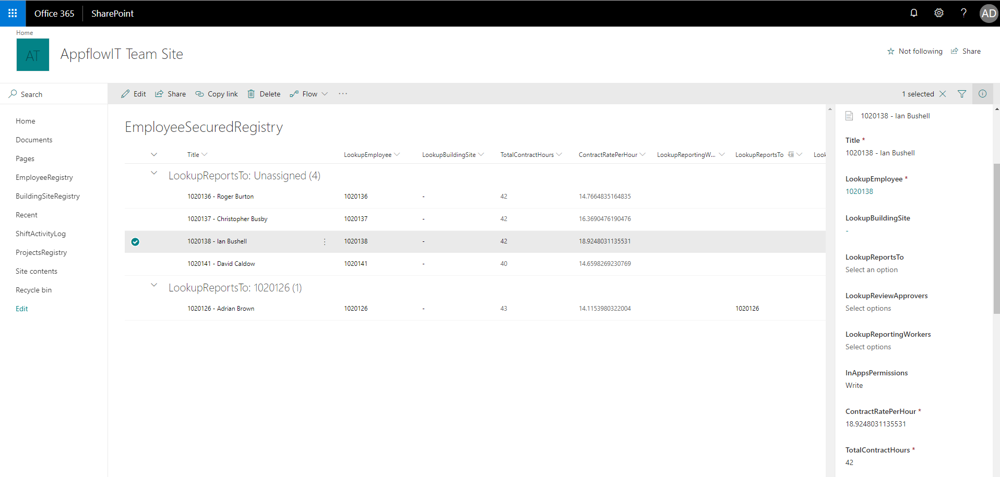 Office 365 SharePoint AD
Home
AT AppflowIT Team Site
Not following Share
Search
Edit Share Copy link Delete Flow ···
1 selected
Home
Documents
Pages
EmployeeRegistry
BuildingSiteRegistry
Recent
ShiftActivityLog
ProjectsRegistry
Site contents
Recycle bin
Edit
EmployeeSecuredRegistry
Title LookupEmployee LookupBuildingSite TotalContractHours ContractRatePerHour LookupReportingW... LookupReportsTo Look
LookupReportsTo: Unassigned (4)
1020136 - Roger Burton 1020136 - 42 14.7664835164835
1020137 - Christopher Busby 1020137 - 42 16.3690476190476
1020138 - Ian Bushell 1020138 - 42 18.9248031135531
1020141 - David Caldow 1020141 - 40 14.6598269230769
LookupReportsTo: 1020126 (1)
1020126 - Adrian Brown 1020126 - 43 14.1153980322004 1020126
1020138 - Ian Bushell
Title *
1020138 - Ian Bushell
LookupEmployee *
1020138
LookupBuildingSite
-
LookupReportsTo
Select an option
LookupReviewApprovers
Select options
LookupReportingWorkers
Select options
InAppsPermissions
Write
ContractRatePerHour *
18.9248031135531
TotalContractHours *
42